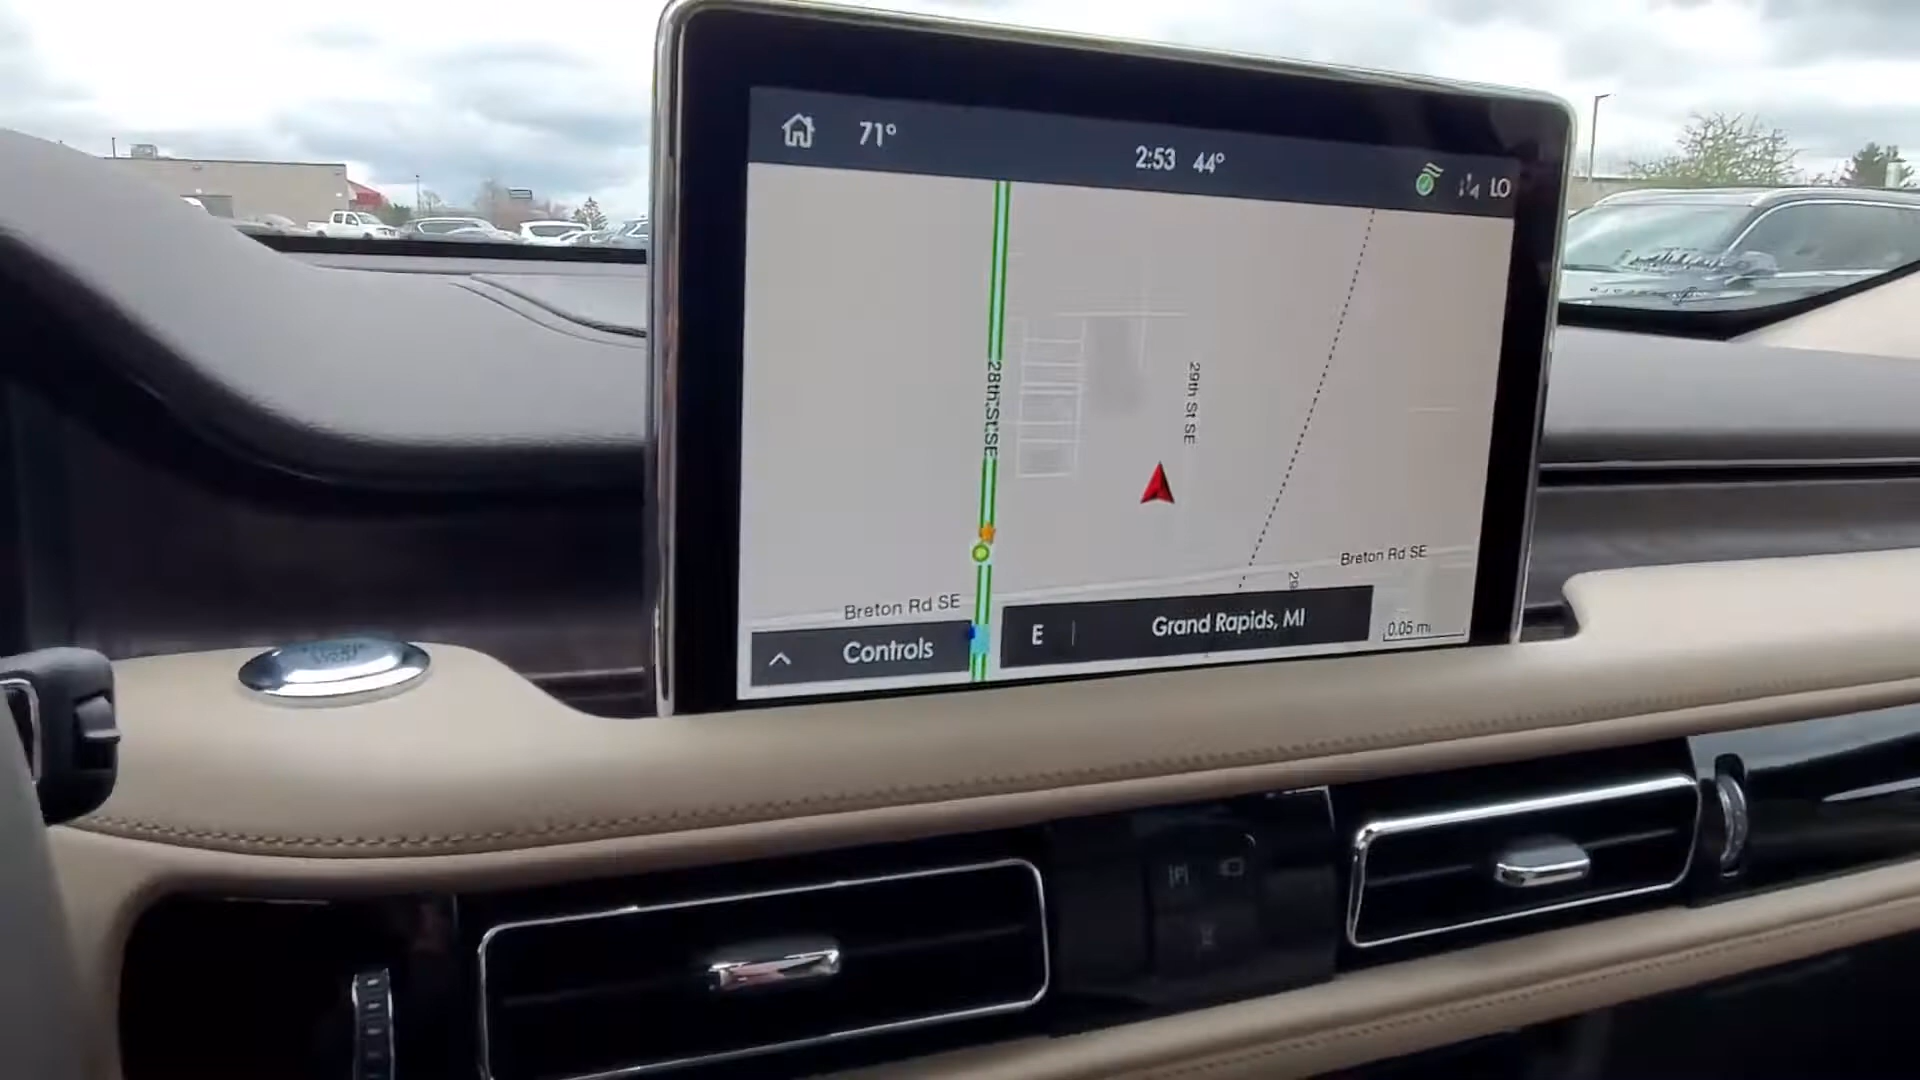 71°
2:53 44°
LO
28th St SE
29th St SE
Breton Rd SE
29
Breton Rd SE
Controls
E
Grand Rapids, MI
0.05 mi